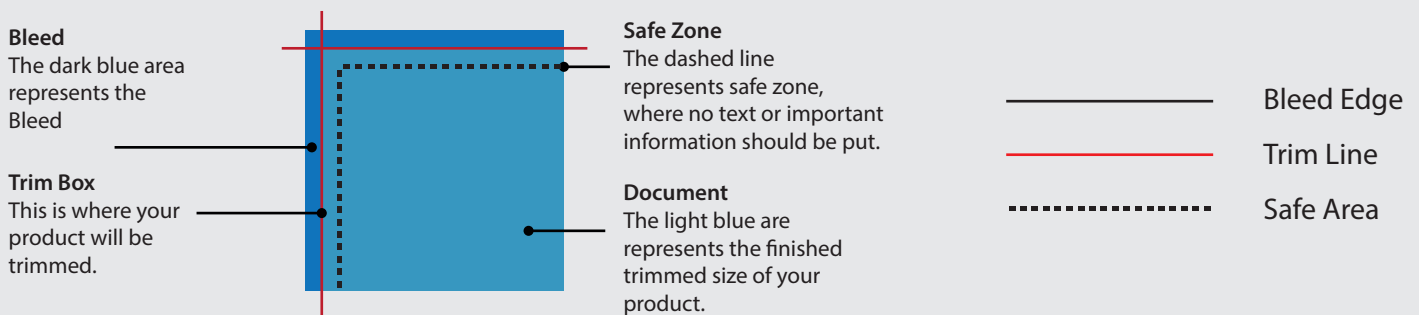 Bleed
The dark blue area
represents the
Bleed
Trim Box
This is where your
product will be
trimmed.
Safe Zone
The dashed line
represents safe zone,
where no text or important
information should be put.
Document
The light blue are
represents the finished
trimmed size of your
product.
Bleed Edge
Trim Line
Safe Area